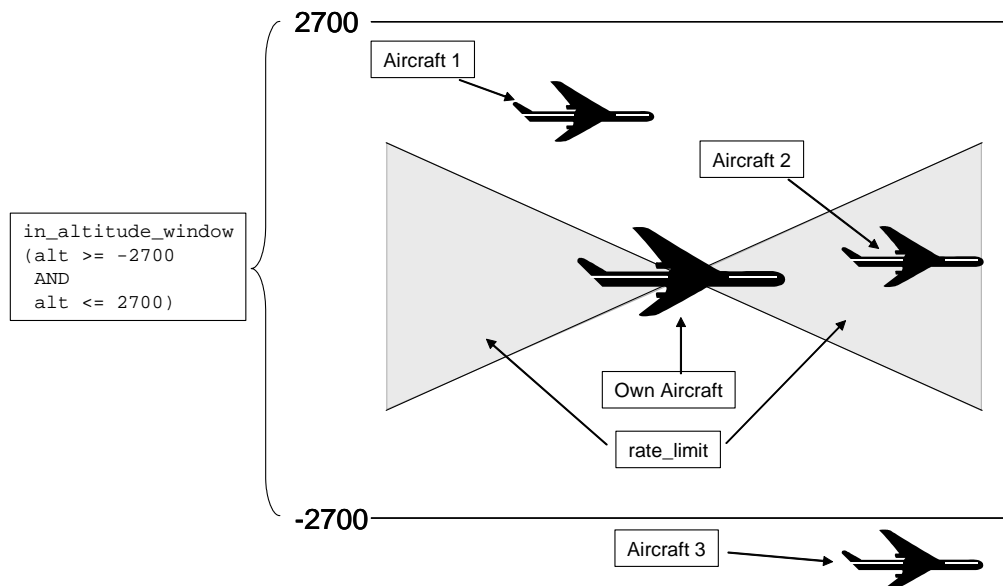 2700
Aircraft 1
Aircraft 2
in_altitude_window
(alt >= -2700
AND
alt <= 2700)
Own Aircraft
rate_limit
-2700
Aircraft 3